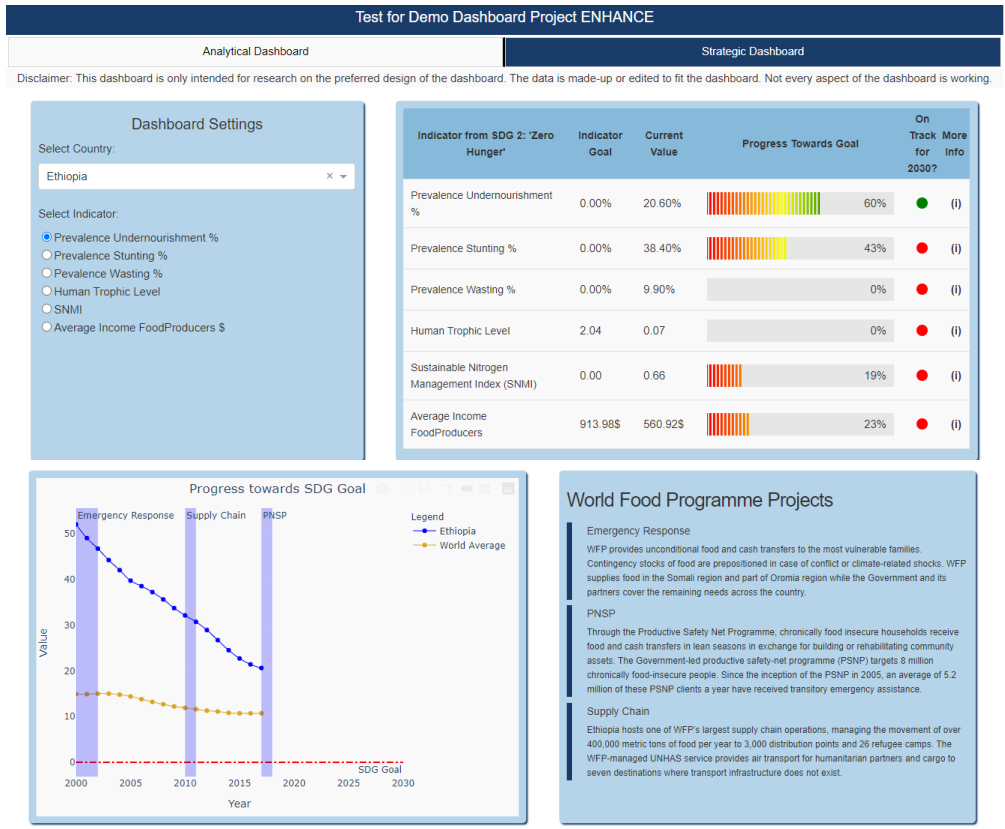 Test for Demo Dashboard Project ENHANCE
Analytical Dashboard
Strategic Dashboard
Disclaimer: This dashboard is only intended for research on the preferred design of the dashboard. The data is made-up or edited to fit the dashboard. Not every aspect of the dashboard is working.
Dashboard Settings
Select Country:
Ethiopia ×
Select Indicator:
Prevalence Undernourishment %
Prevalence Stunting %
Pevalence Wasting %
Human Trophic Level
SNMI
Average Income FoodProducers $
Indicator from SDG 2: 'Zero
Hunger'
Indicator
Goal
Current
Value
Progress Towards Goal
On
Track
for
2030?
More
Info
Prevalence Undernourishment
%
0.00% 20.60% 60% (i)
Prevalence Stunting % 0.00% 38.40% 43% (i)
Prevalence Wasting % 0.00% 9.90% 0% (i)
Human Trophic Level 2.04 0.07 0% (i)
Sustainable Nitrogen
Management Index (SNMI)
0.00 0.66 19% (i)
Average Income
FoodProducers
913.98$ 560.92$ 23% (i)
Progress towards SDG Goal
Emergency Response Supply Chain PNSP
Legend
Ethiopia
World Average
Value
50
40
30
20
10
0
SDG Goal
2000 2005 2010 2015 2020 2025 2030
Year
World Food Programme Projects
Emergency Response
WFP provides unconditional food and cash transfers to the most vulnerable families.
Contingency stocks of food are prepositioned in case of conflict or climate-related shocks. WFP
supplies food in the Somali region and part of Oromia region while the Government and its
partners cover the remaining needs across the country.
PNSP
Through the Productive Safety Net Programme, chronically food insecure households receive
food and cash transfers in lean seasons in exchange for building or rehabilitating community
assets. The Government-led productive safety-net programme (PSNP) targets 8 million
chronically food-insecure people. Since the inception of the PSNP in 2005, an average of 5.2
million of these PSNP clients a year have received transitory emergency assistance.
Supply Chain
Ethiopia hosts one of WFP's largest supply chain operations, managing the movement of over
400,000 metric tons of food per year to 3,000 distribution points and 26 refugee camps. The
WFP-managed UNHAS service provides air transport for humanitarian partners and cargo to
seven destinations where transport infrastructure does not exist.